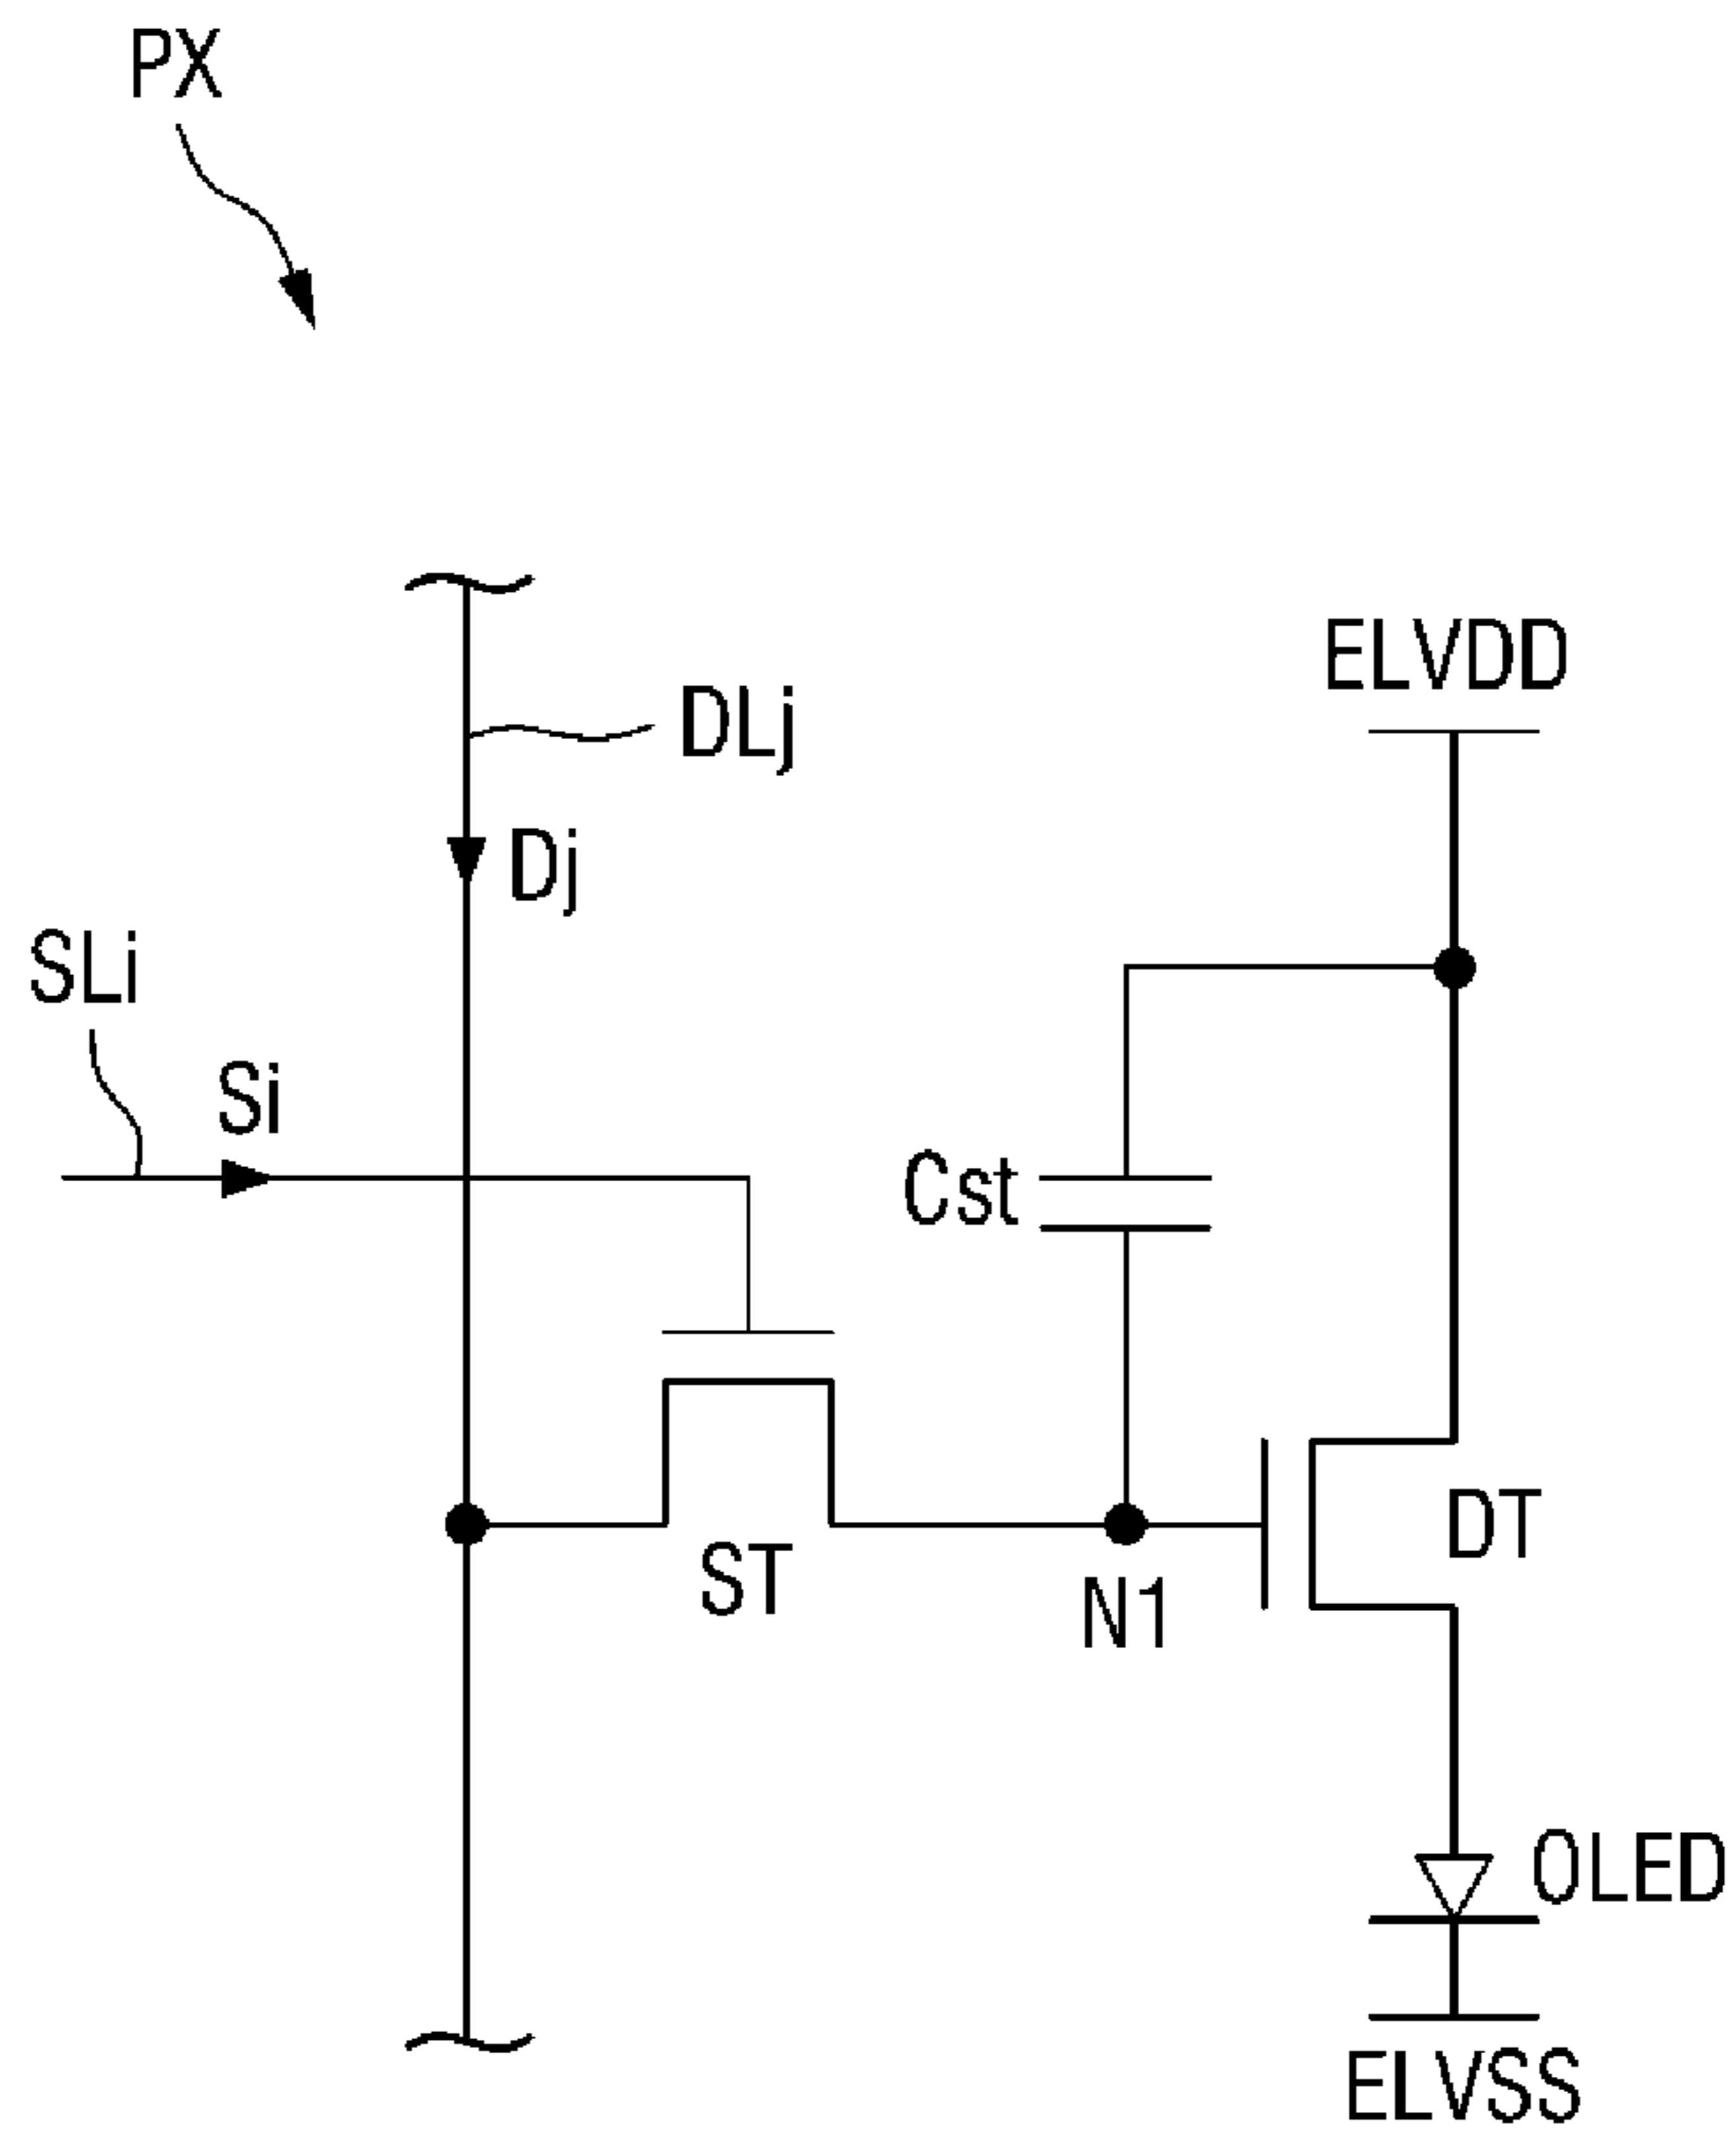 PX
ELVDD
DLj
Dj
SLi
Si
Cst
DT
ST
N1
OLED
ELVSS